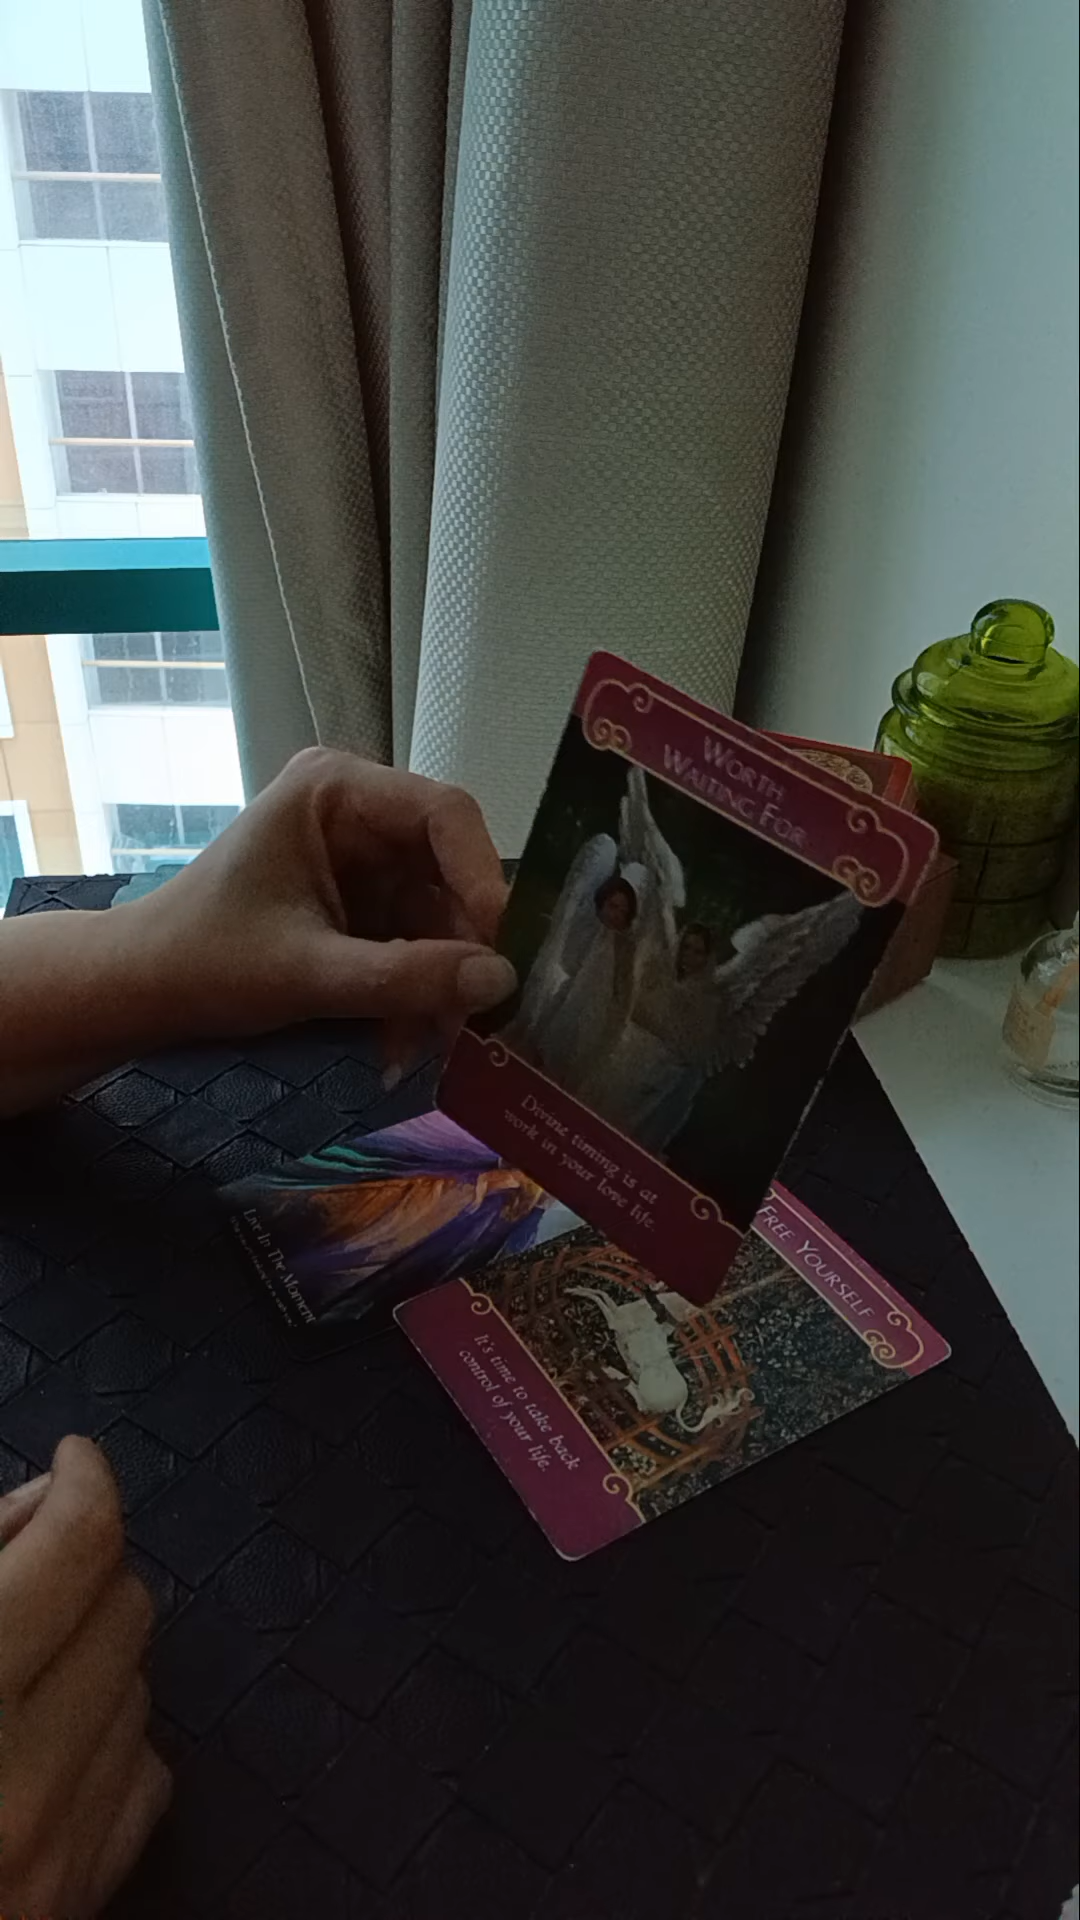 WORTH
WAITING FOR
Divine timing is at
work in your love life.
FREE YOURSELF
It's time to take back
control of your life.
Live In The Moment